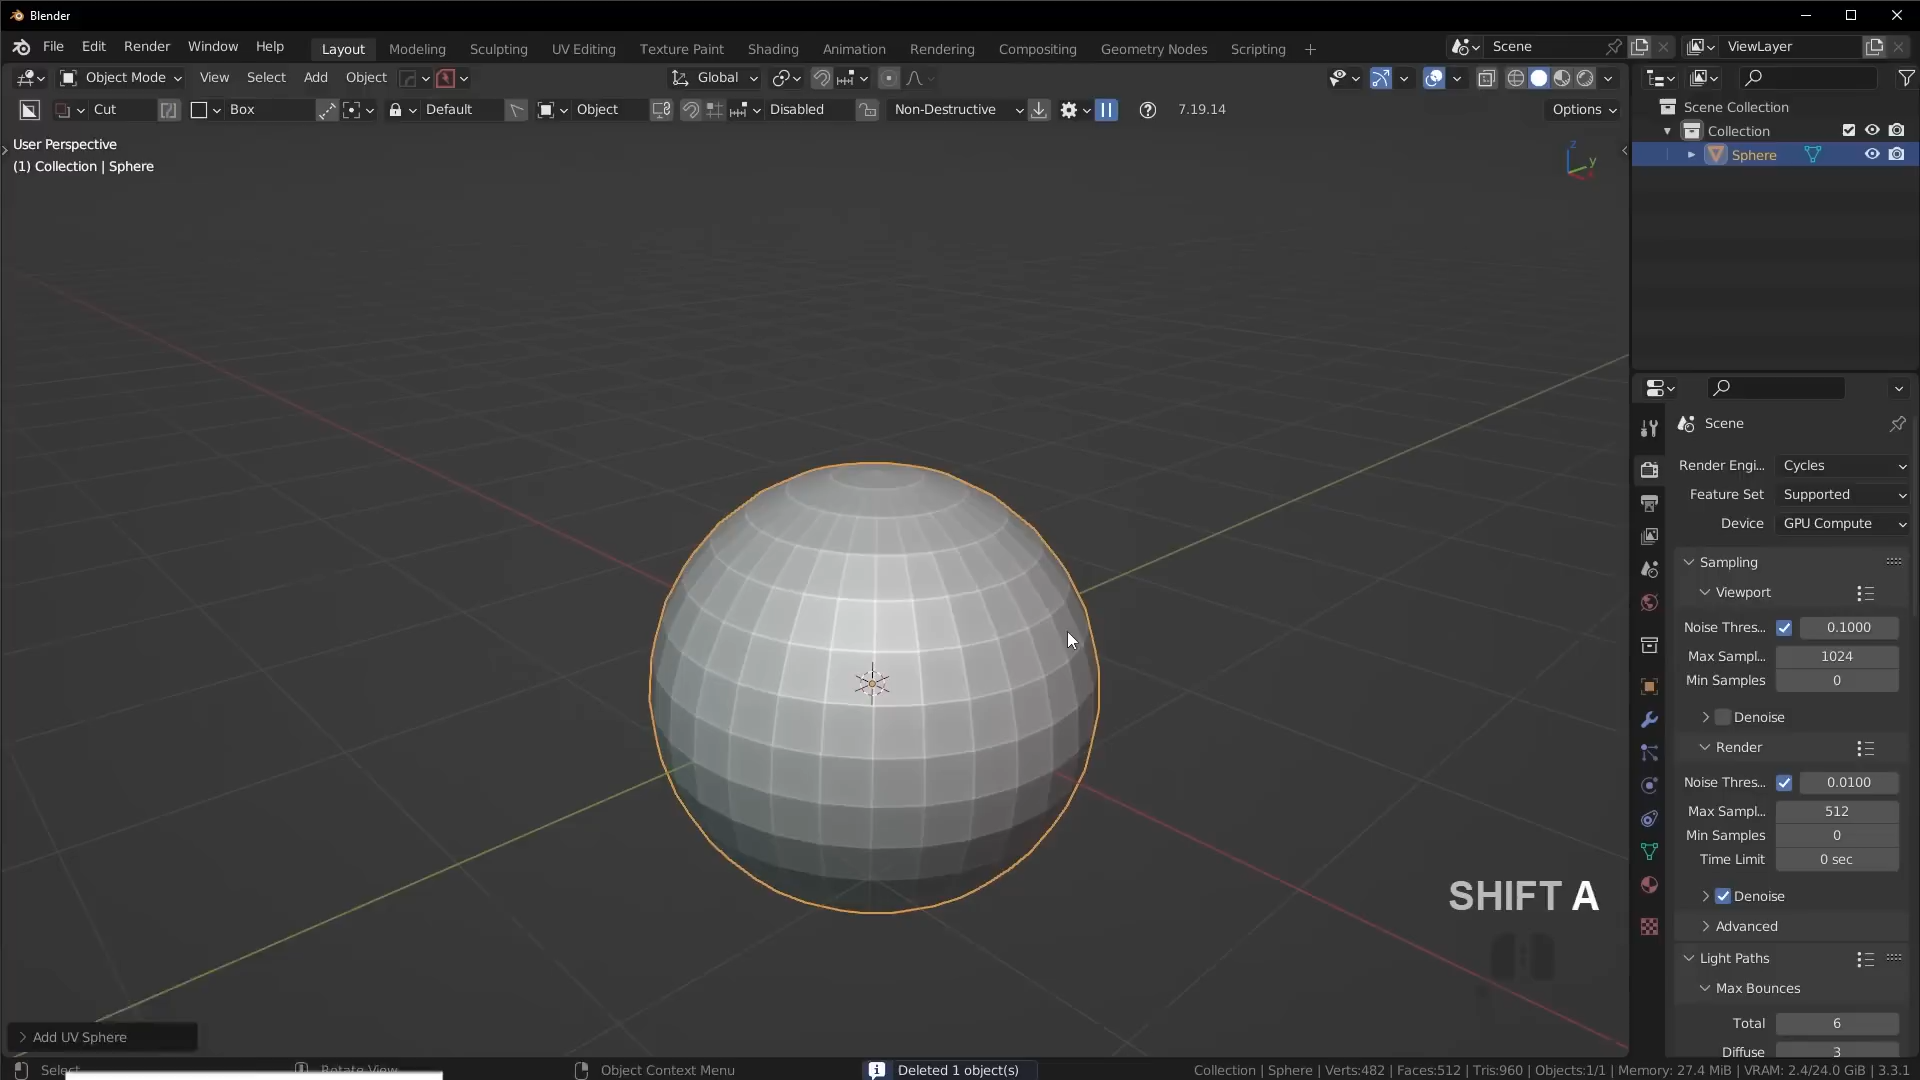 Blender
File Edit Render Window Help Layout Modeling Sculpting UV Editing Texture Paint Shading Animation Rendering Compositing Geometry Nodes Scripting + Scene ViewLayer
Object Mode View Select Add Object Global
Cut Box Default Object Disabled Non-Destructive 7.19.14 Options
User Perspective
(1) Collection | Sphere
Z
Y
Scene Collection
Collection
Sphere
Scene
Render Engi... Cycles
Feature Set Supported
Device GPU Compute
Sampling
Viewport
Noise Thres... 0.1000
Max Sampl... 1024
Min Samples 0
Denoise
Render
Noise Thres... 0.0100
Max Sampl... 512
Min Samples 0
Time Limit 0 sec
Denoise
Advanced
Light Paths
Max Bounces
Total 6
Diffuse 3
SHIFT A
Add UV Sphere
Select Rotate View Object Context Menu Deleted 1 object(s) Collection | Sphere | Verts:482 | Faces:512 | Tris:960 | Objects:1/1 | Memory: 27.4 MiB | VRAM: 2.4/24.0 GiB | 3.3.1